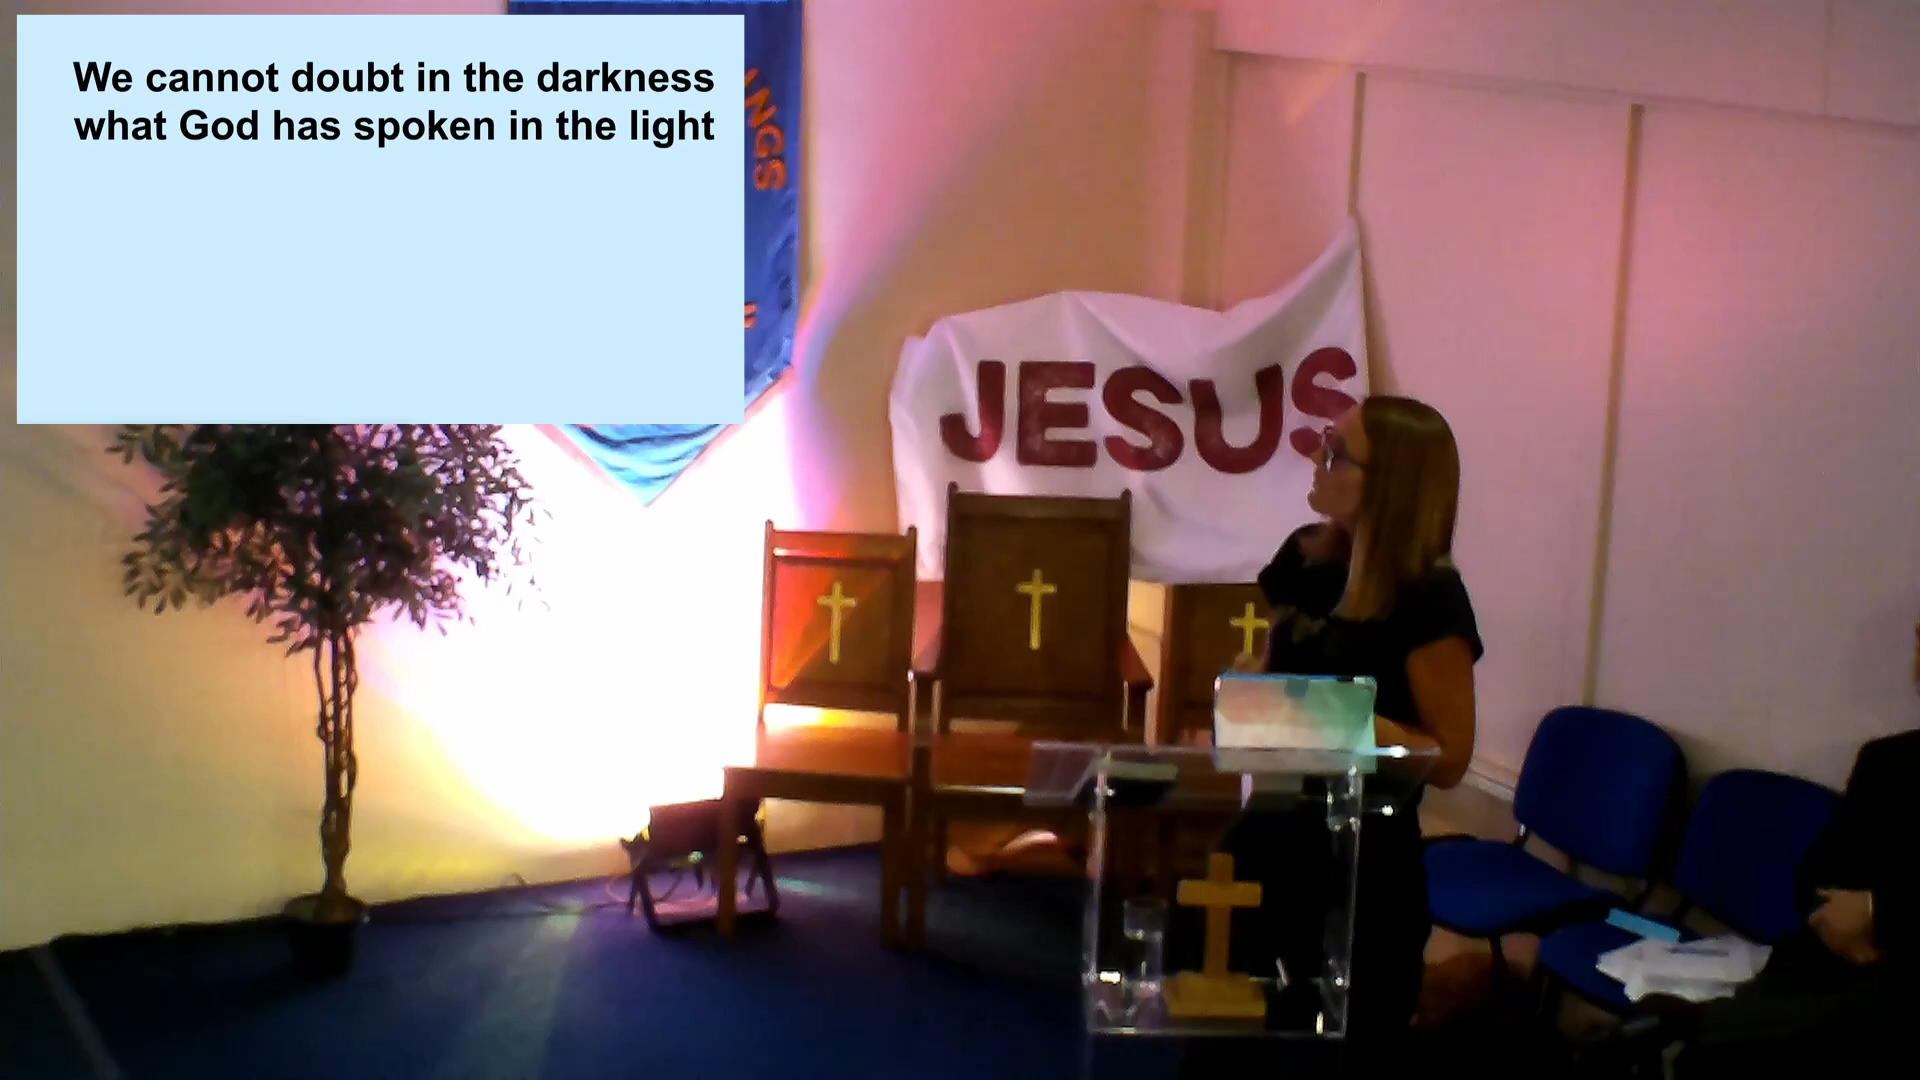 We cannot doubt in the darkness
what God has spoken in the light
JESUS